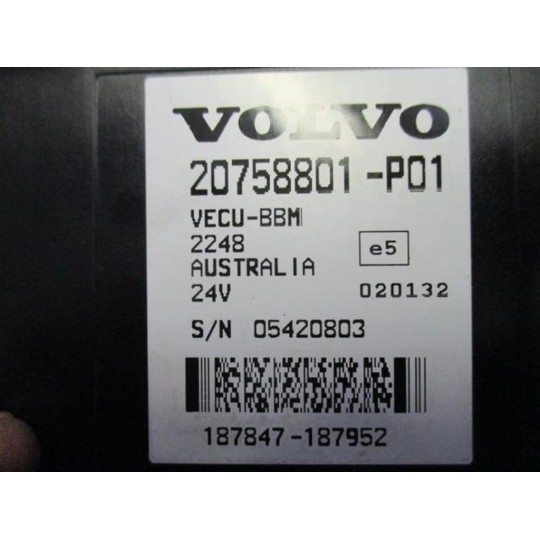 VOLVO
20758801-P01
VECU-BBM
2248
e5
AUSTRALIA
24V 020132
S/N 05420803
187847-187952